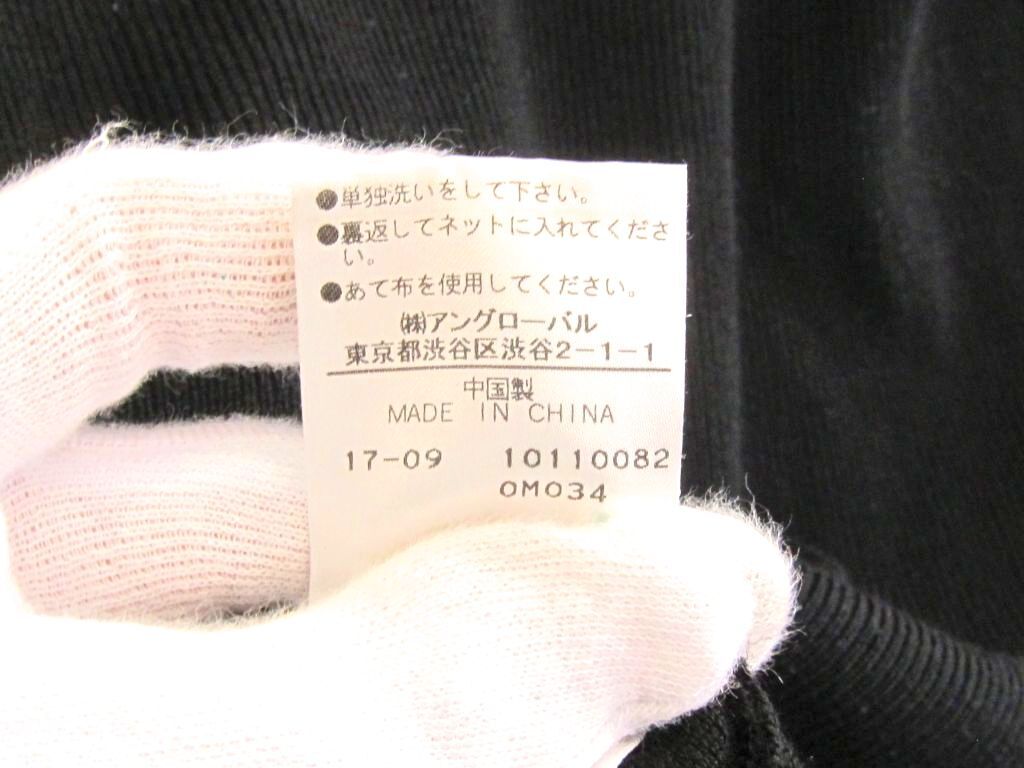 ●単独洗いをして下さい。
●裏返してネットに入れてくださ
い。
●あて布を使用してください。
㈱アングローバル
東京都渋谷区渋谷2-1-1
中国製
MADE IN CHINA
17-09 10110082
0M034